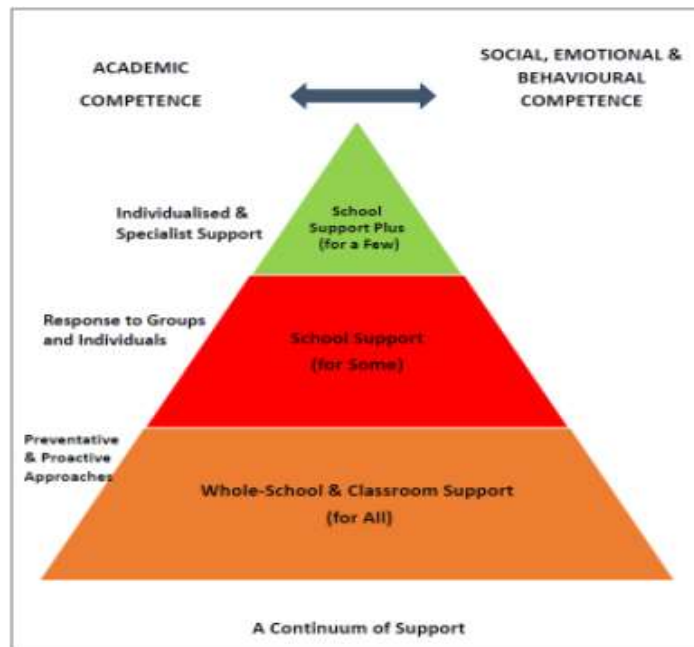 ACADEMIC
COMPETENCE
SOCIAL, EMOTIONAL &
BEHAVIOURAL
COMPETENCE
Individualised &
Specialist Support
School
Support Plus
(for a Few)
Response to Groups
and Individuals
School Support
(for Some)
Preventative
& Proactive
Approaches
Whole-School & Classroom Support
(for All)
A Continuum of Support